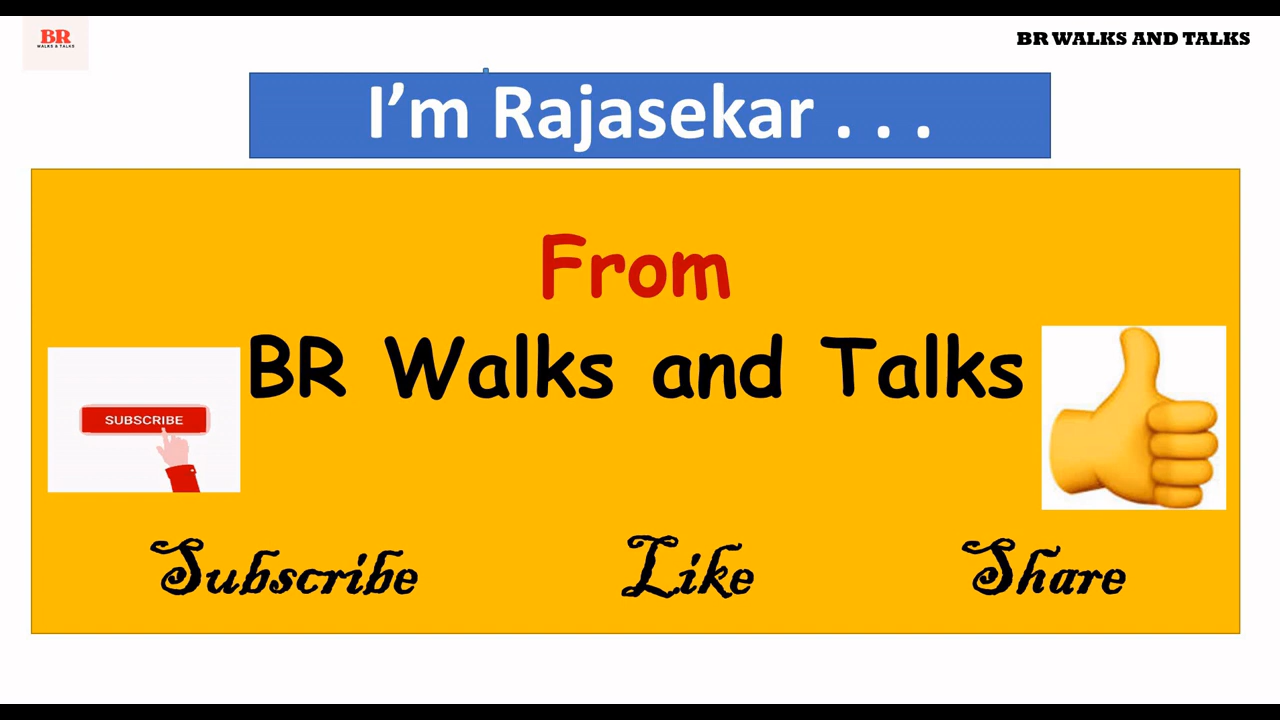 BR
WALKS & TALKS
BR WALKS AND TALKS
I'm Rajasekar . . .
From
BR Walks and Talks
SUBSCRIBE
Subscribe Like Share